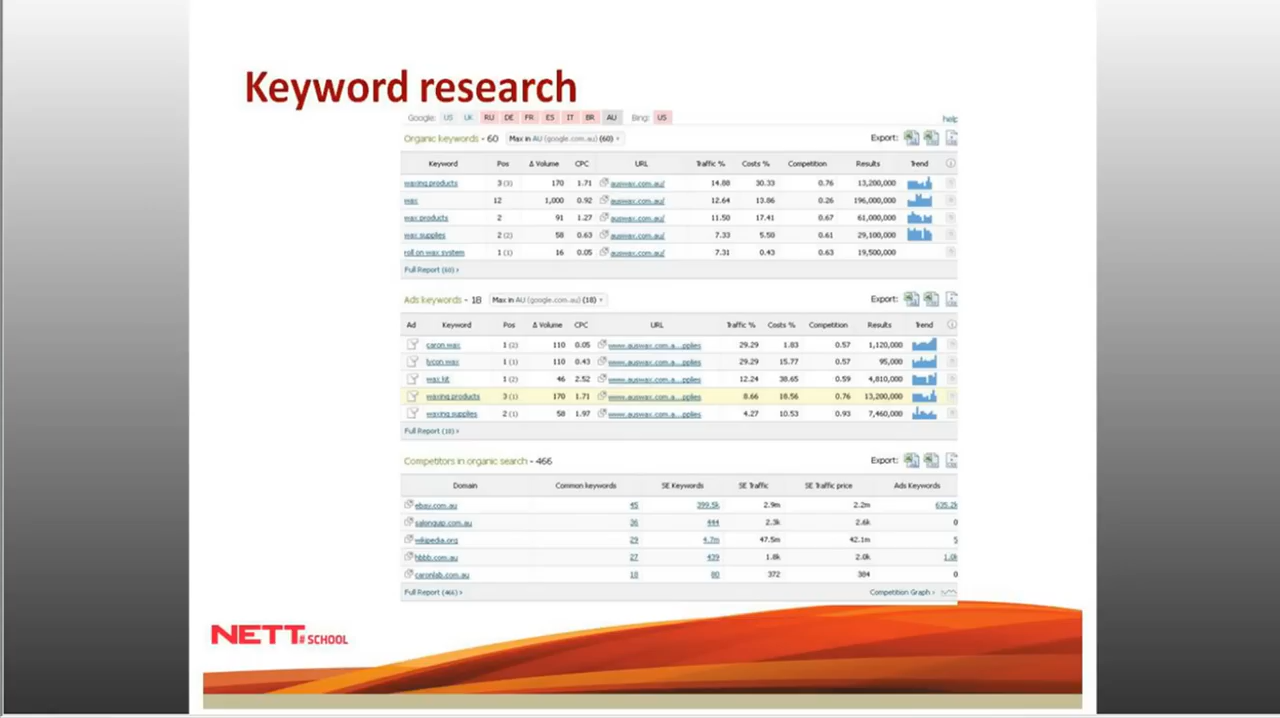 Keyword research
Google: US UK RU DE FR ES IT BR AU Bing: US help
Organic keywords - 60 Max in AU (google.com.au) (60) Export:
Keyword Pos Δ Volume CPC URL Traffic % Costs % Competition Results Trend
waxing products 3 (3) 170 1.71 auswax.com.au/ 14.88 30.33 0.76 13,200,000
wax 12 1,000 0.92 auswax.com.au/ 12.64 13.86 0.26 196,000,000
wax products 2 91 1.27 auswax.com.au/ 11.50 17.41 0.67 61,000,000
wax supplies 2 (2) 58 0.63 auswax.com.au/ 7.33 5.50 0.61 29,100,000
roll on wax system 1 (1) 16 0.05 auswax.com.au/ 7.31 0.43 0.63 19,500,000
Full Report (60) ›
Ads keywords - 18 Max in AU (google.com.au) (18) Export:
Ad Keyword Pos Δ Volume CPC URL Traffic % Costs % Competition Results Trend
caron wax 1 (2) 110 0.05 www.auswax.com.a...pplies 29.29 1.83 0.57 1,120,000
lycon wax 1 (1) 110 0.43 www.auswax.com.a...pplies 29.29 15.77 0.57 95,000
wax kit 1 (2) 46 2.52 www.auswax.com.a...pplies 12.24 38.65 0.59 4,810,000
waxing products 3 (1) 170 1.71 www.auswax.com.a...pplies 8.66 18.56 0.76 13,200,000
waxing supplies 2 (1) 58 1.97 www.auswax.com.a...pplies 4.27 10.53 0.93 7,460,000
Full Report (18) ›
Competitors in organic search - 466 Export:
Domain Common keywords SE Keywords SE Traffic SE Traffic price Ads Keywords
ebay.com.au 45 399.5k 2.9m 2.2m 635.2k
salonquip.com.au 36 444 2.3k 2.6k 0
wikipedia.org 29 4.7m 47.5m 42.1m 5
hbbb.com.au 27 439 1.8k 2.0k 1.0k
caronlab.com.au 18 80 372 384 0
Full Report (466) › Competition Graph ›
NETT# SCHOOL